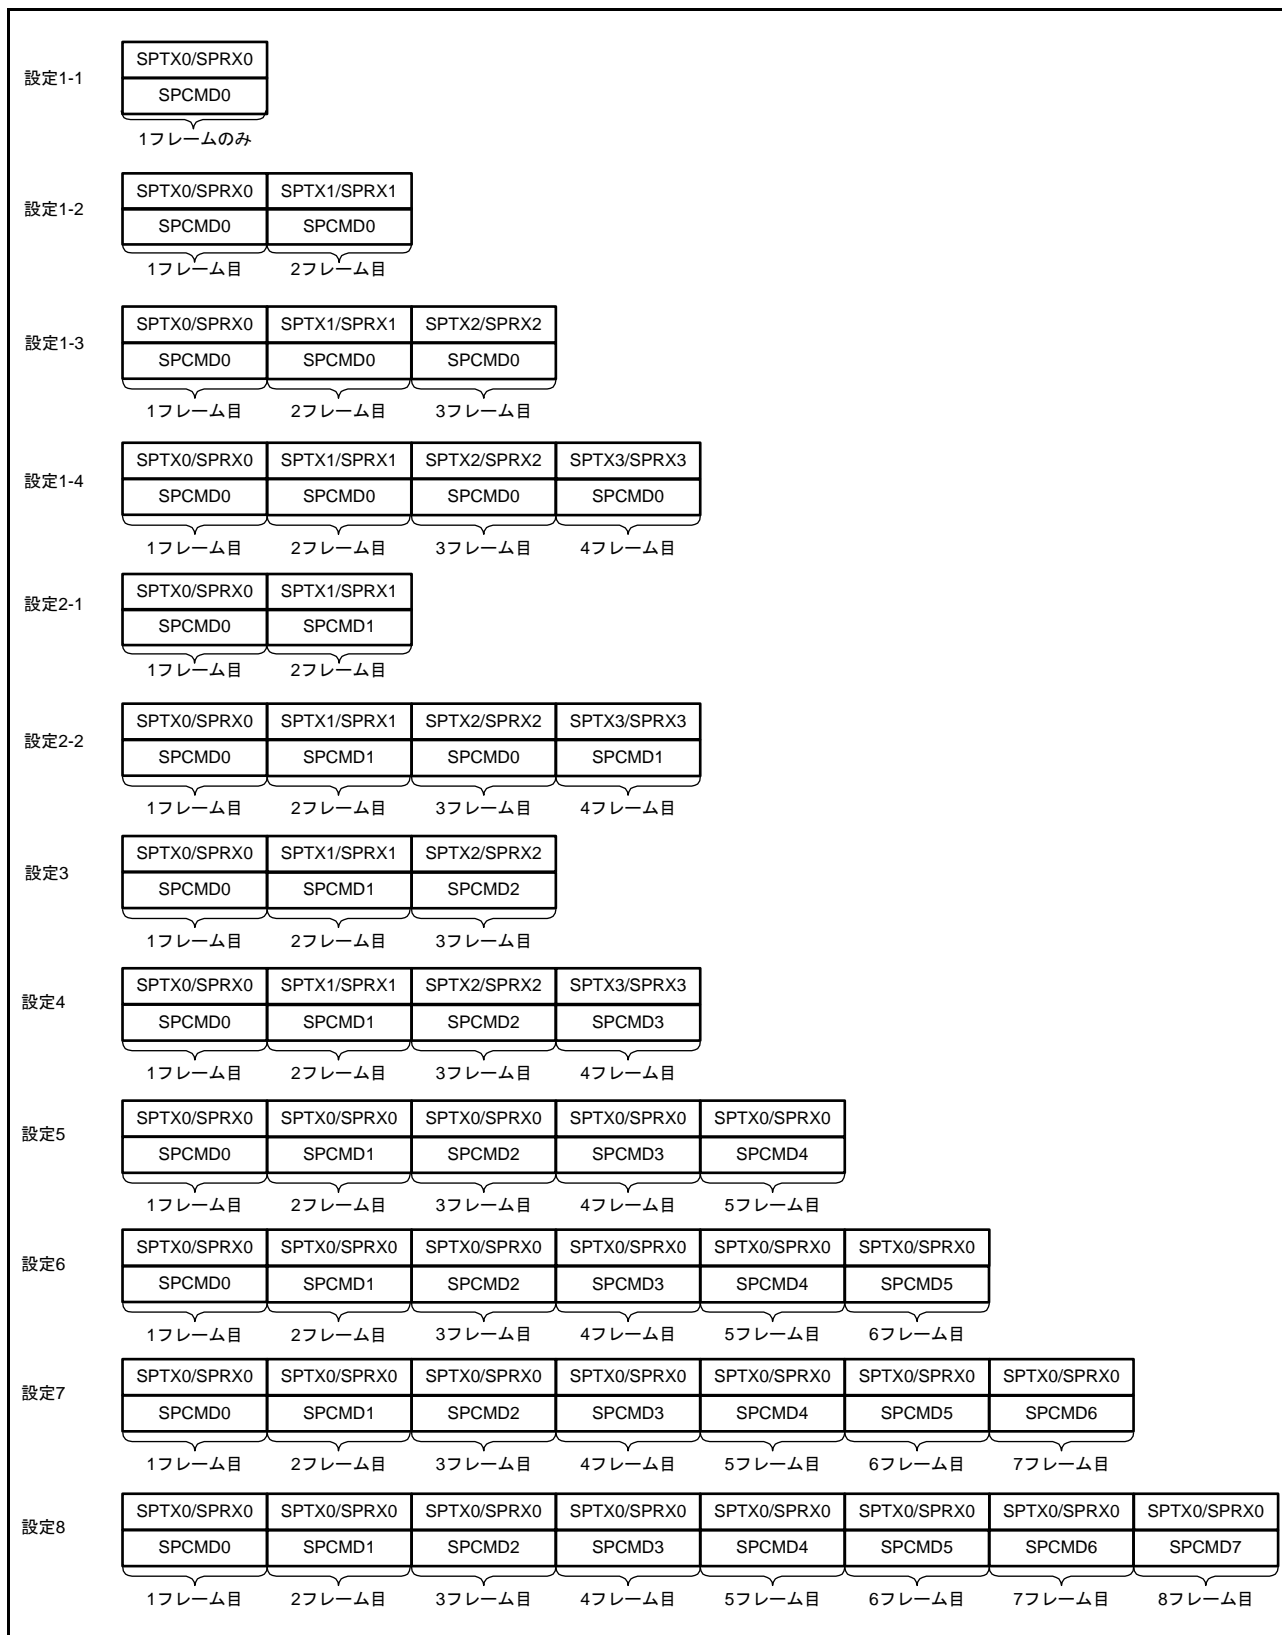 設定1-1
SPTX0/SPRX0
SPCMD0
1フレームのみ
設定1-2
SPTX0/SPRX0 SPTX1/SPRX1
SPCMD0 SPCMD0
1フレーム目 2フレーム目
設定1-3
SPTX0/SPRX0 SPTX1/SPRX1 SPTX2/SPRX2
SPCMD0 SPCMD0 SPCMD0
1フレーム目 2フレーム目 3フレーム目
設定1-4
SPTX0/SPRX0 SPTX1/SPRX1 SPTX2/SPRX2 SPTX3/SPRX3
SPCMD0 SPCMD0 SPCMD0 SPCMD0
1フレーム目 2フレーム目 3フレーム目 4フレーム目
設定2-1
SPTX0/SPRX0 SPTX1/SPRX1
SPCMD0 SPCMD1
1フレーム目 2フレーム目
設定2-2
SPTX0/SPRX0 SPTX1/SPRX1 SPTX2/SPRX2 SPTX3/SPRX3
SPCMD0 SPCMD1 SPCMD0 SPCMD1
1フレーム目 2フレーム目 3フレーム目 4フレーム目
設定3
SPTX0/SPRX0 SPTX1/SPRX1 SPTX2/SPRX2
SPCMD0 SPCMD1 SPCMD2
1フレーム目 2フレーム目 3フレーム目
設定4
SPTX0/SPRX0 SPTX1/SPRX1 SPTX2/SPRX2 SPTX3/SPRX3
SPCMD0 SPCMD1 SPCMD2 SPCMD3
1フレーム目 2フレーム目 3フレーム目 4フレーム目
設定5
SPTX0/SPRX0 SPTX0/SPRX0 SPTX0/SPRX0 SPTX0/SPRX0 SPTX0/SPRX0
SPCMD0 SPCMD1 SPCMD2 SPCMD3 SPCMD4
1フレーム目 2フレーム目 3フレーム目 4フレーム目 5フレーム目
設定6
SPTX0/SPRX0 SPTX0/SPRX0 SPTX0/SPRX0 SPTX0/SPRX0 SPTX0/SPRX0 SPTX0/SPRX0
SPCMD0 SPCMD1 SPCMD2 SPCMD3 SPCMD4 SPCMD5
1フレーム目 2フレーム目 3フレーム目 4フレーム目 5フレーム目 6フレーム目
設定7
SPTX0/SPRX0 SPTX0/SPRX0 SPTX0/SPRX0 SPTX0/SPRX0 SPTX0/SPRX0 SPTX0/SPRX0 SPTX0/SPRX0
SPCMD0 SPCMD1 SPCMD2 SPCMD3 SPCMD4 SPCMD5 SPCMD6
1フレーム目 2フレーム目 3フレーム目 4フレーム目 5フレーム目 6フレーム目 7フレーム目
設定8
SPTX0/SPRX0 SPTX0/SPRX0 SPTX0/SPRX0 SPTX0/SPRX0 SPTX0/SPRX0 SPTX0/SPRX0 SPTX0/SPRX0 SPTX0/SPRX0
SPCMD0 SPCMD1 SPCMD2 SPCMD3 SPCMD4 SPCMD5 SPCMD6 SPCMD7
1フレーム目 2フレーム目 3フレーム目 4フレーム目 5フレーム目 6フレーム目 7フレーム目 8フレーム目